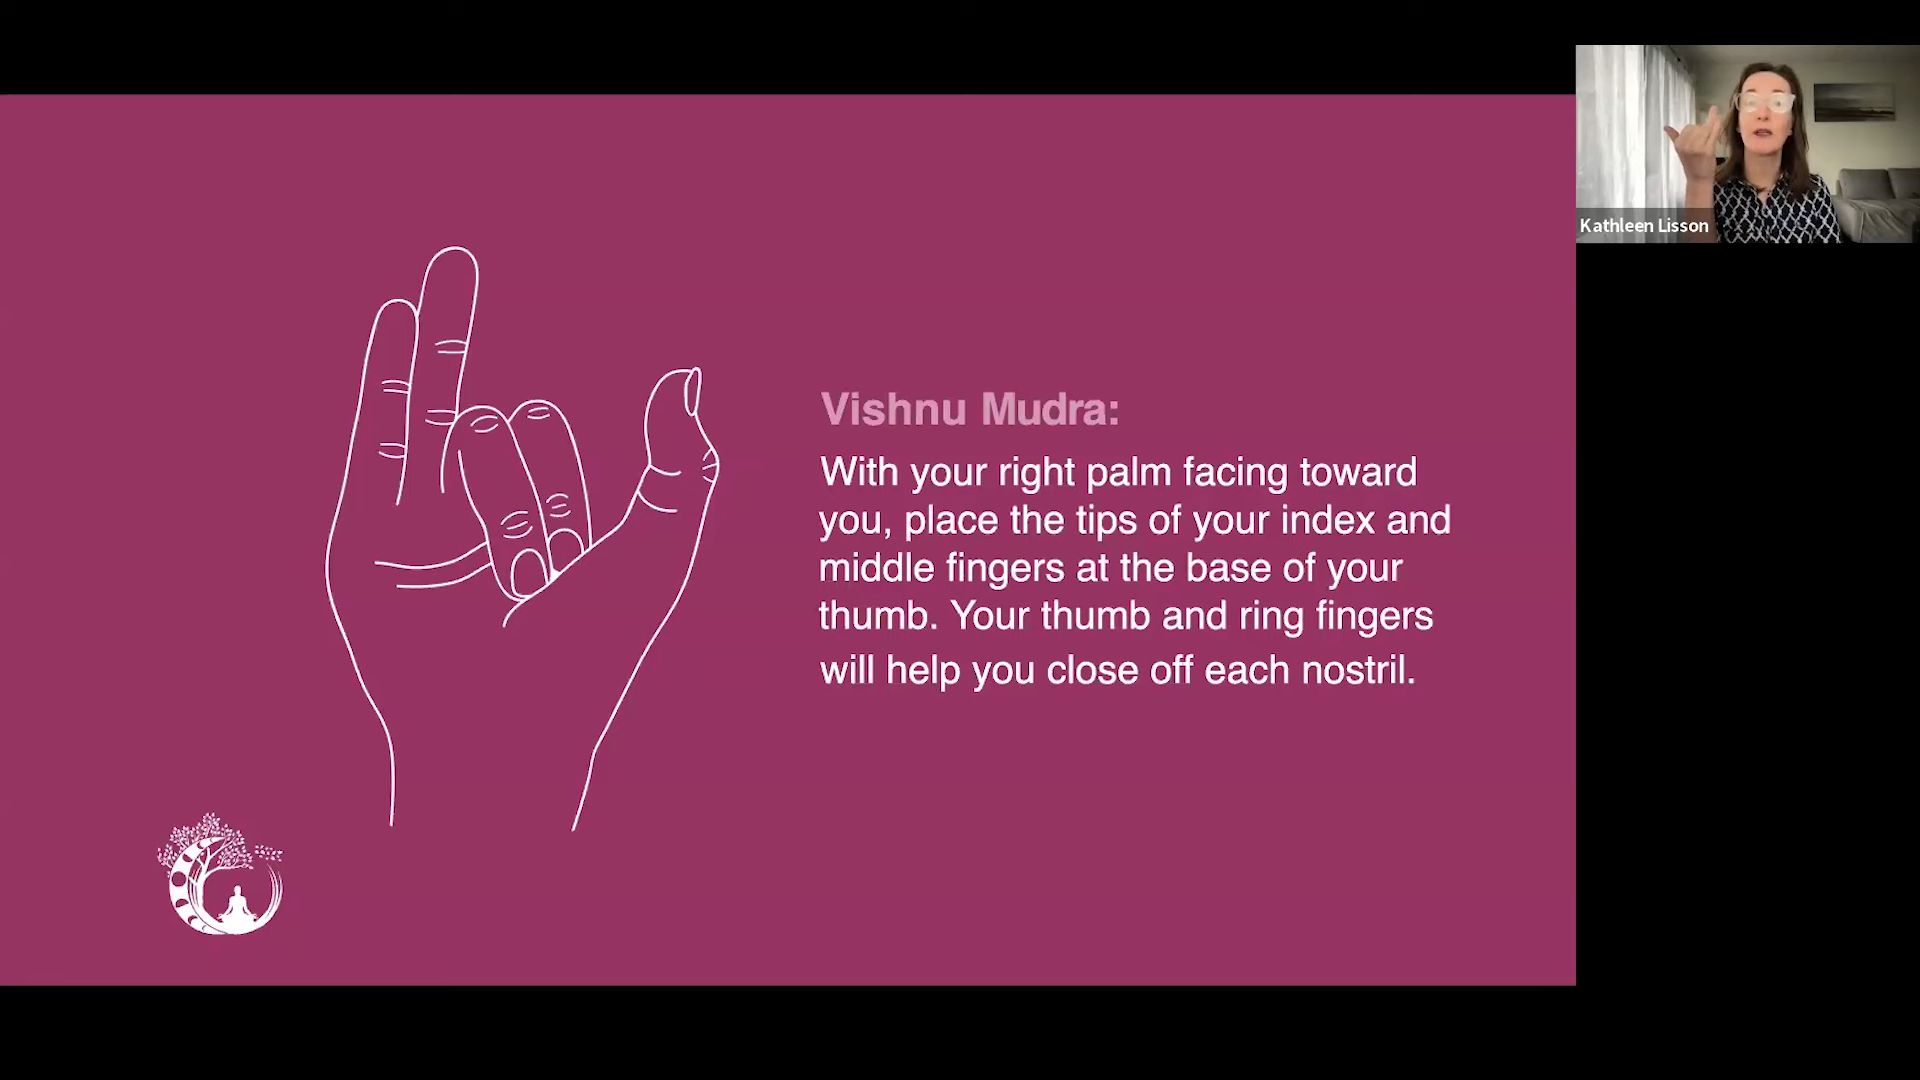 Kathleen Lisson
Vishnu Mudra:
With your right palm facing toward
you, place the tips of your index and
middle fingers at the base of your
thumb. Your thumb and ring fingers
will help you close off each nostril.